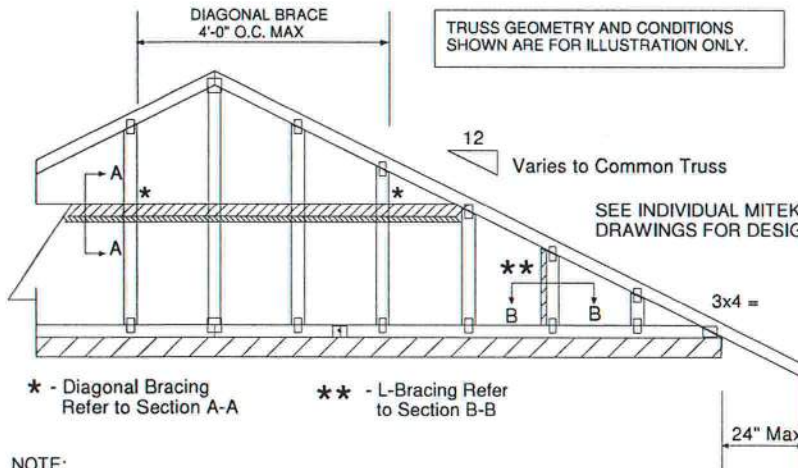 DIAGONAL BRACE
4'-0" O.C. MAX
TRUSS GEOMETRY AND CONDITIONS
SHOWN ARE FOR ILLUSTRATION ONLY.
12
Varies to Common Truss
A
*
*
SEE INDIVIDUAL MITEK
DRAWINGS FOR DESIG
A
**
B
B
3x4 =
* - Diagonal Bracing
Refer to Section A-A
** - L-Bracing Refer
to Section B-B
24" Max
NOTE: